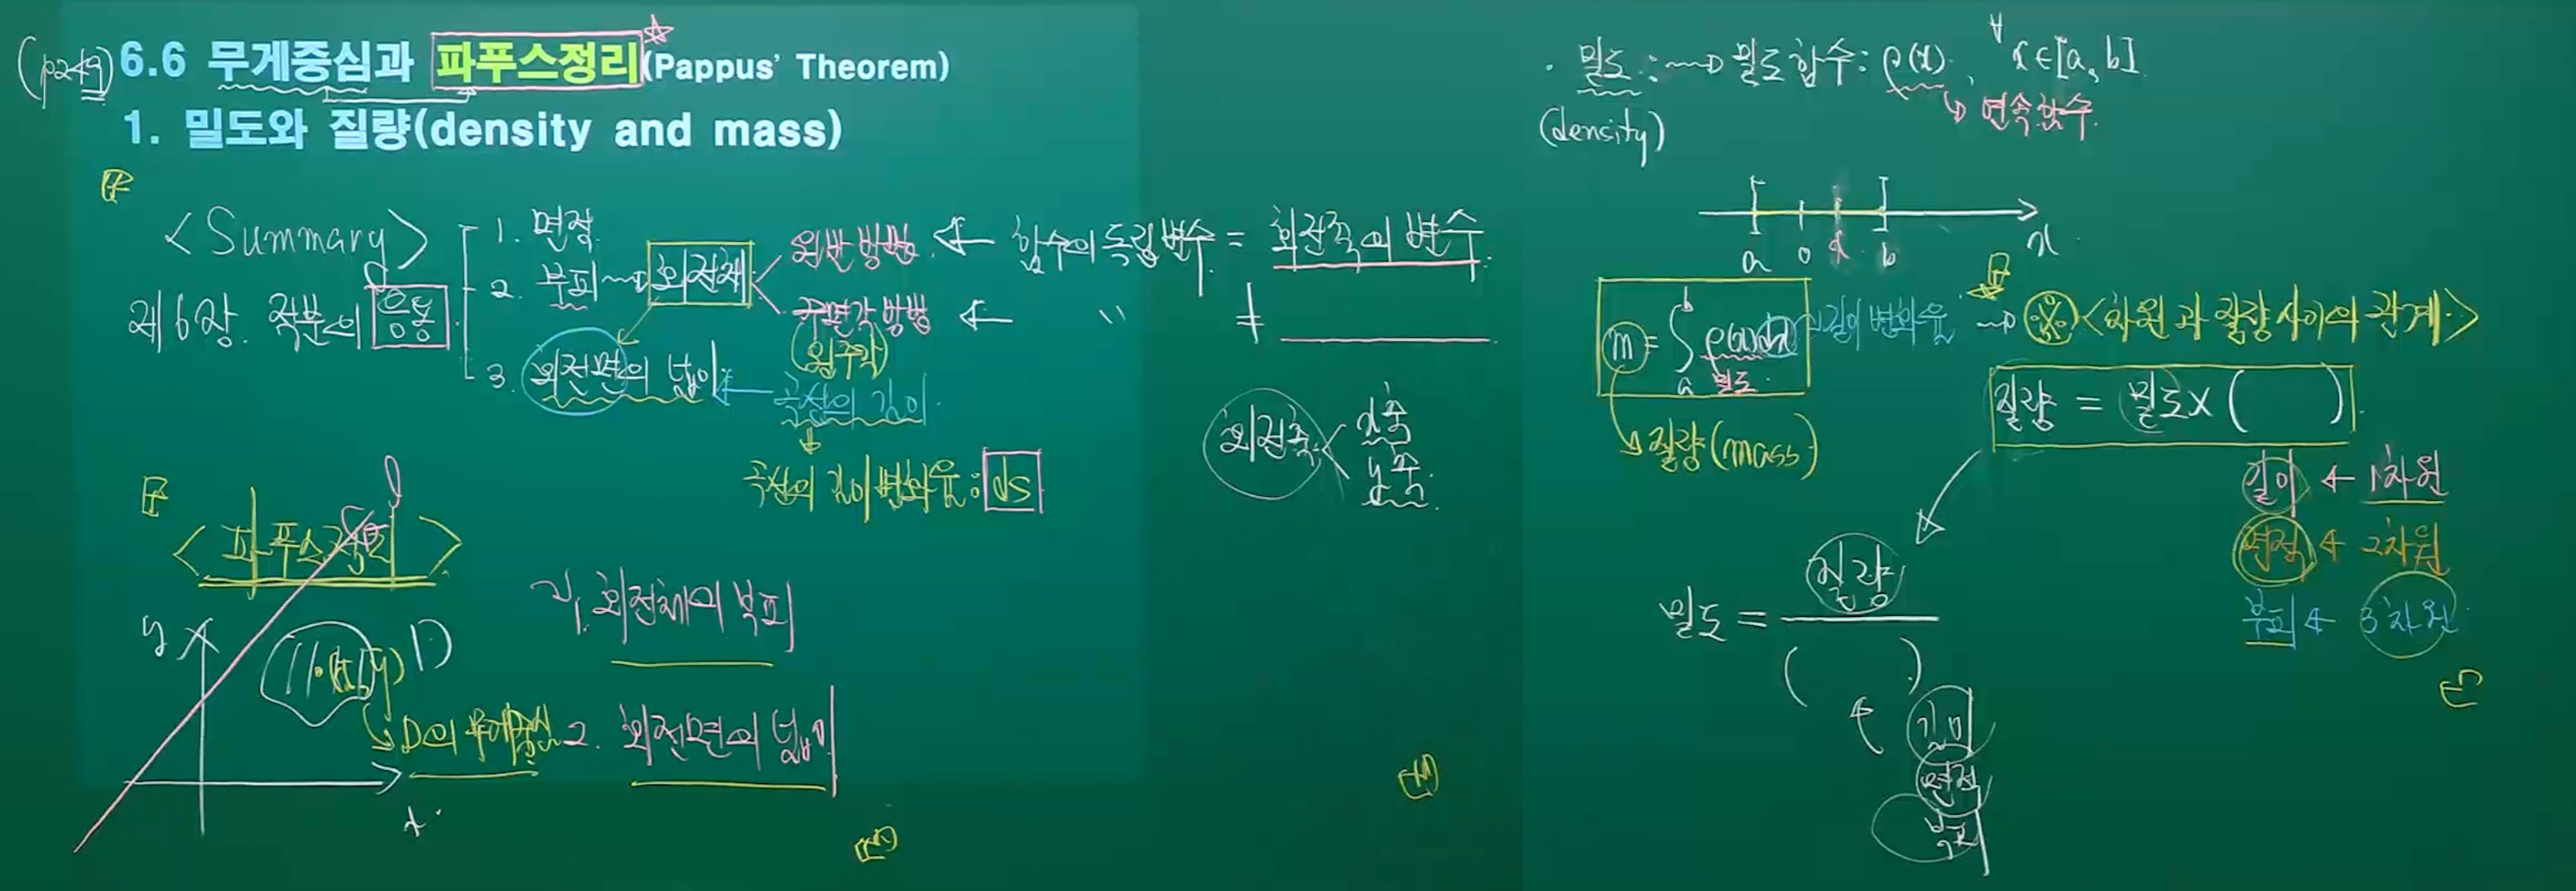 (p249) 6.6 무게중심과 파푸스정리(Pappus' Theorem)
1. 밀도와 질량(density and mass)
<Summary>
제6장. 적분의 응용
1. 면적
2. 부피 → 회전체
원반방법 ← 함수의 독립변수 = 회전축의 변수
주면각방법 ← 〃 ≠
(원주각)
3. 회전면의 넓이 ← 곡선의 길이
곡선의 길이변화율: ds
회전축 < x축
y축
<파푸스정리>
l
y
D
(x, y)
D의 무게중심
x
1. 회전체의 부피
2. 회전면의 넓이
· 밀도: → 밀도함수: ρ(x), ∀x∈[a, b]
(density)
연속함수
a 0 x b x
m = ∫ₐᵇ ρ(x)dx 길이변화율 → ※ <차원과 질량사이의 관계>
밀도
질량(mass)
질량 = 밀도×( )
길이 ← 1차원
면적 ← 2차원
부피 ← 3차원
밀도 = 질량 / ( )
길이
면적
부피